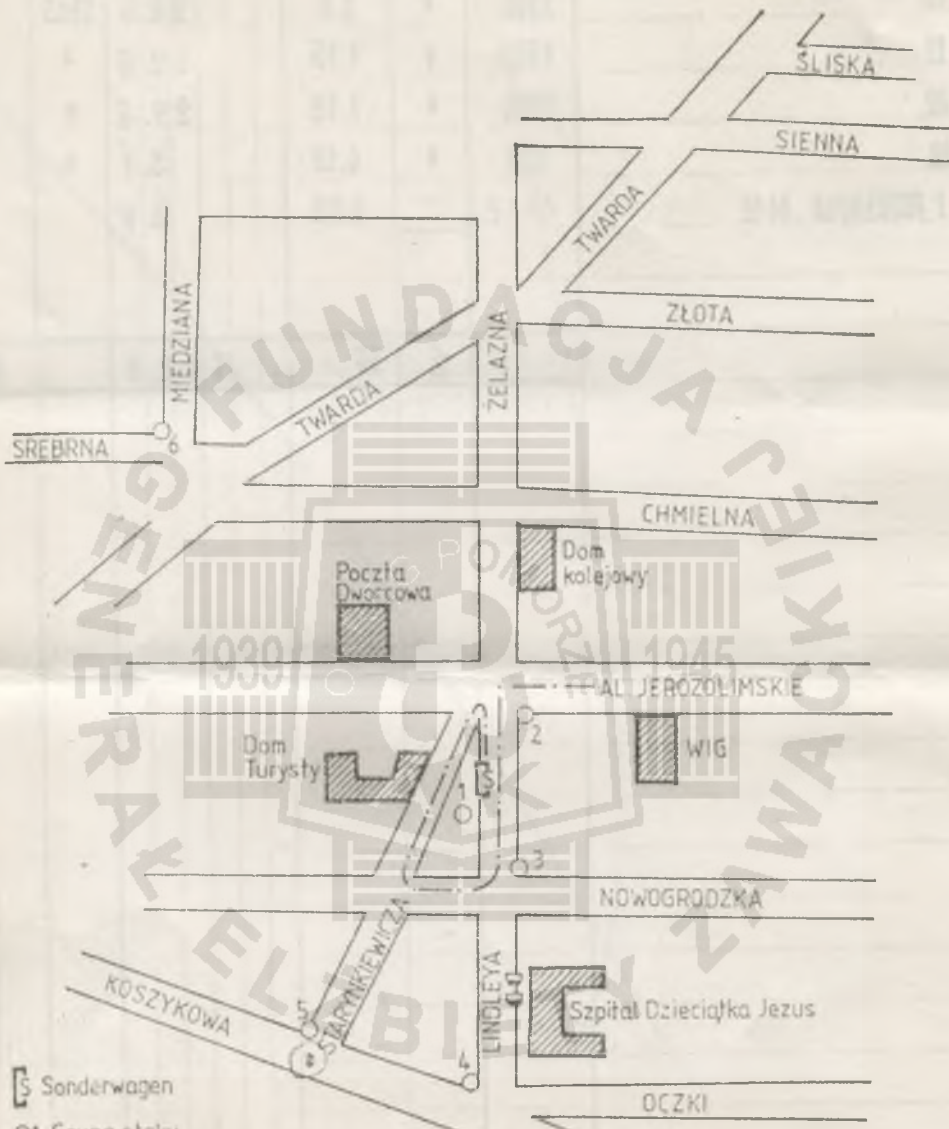 ŚLISKA
SIENNA
TWARDA
ZŁOTA
MIEDZIANA
ŻELAZNA
TWARDA
SREBRNA
6
CHMIELNA
Dom
kolejowy
Poczta
Dworcowa
1939
1945
AL JEROZOLIMSKIE
2
WIG
Dom
Turysty
S
1
3
NOWOGRODZKA
STARYNKIEWICZA
LINDLEYA
KOSZYKOWA
5
4
Szpital Dzieciątka Jezus
OCZKI
S Sonderwagen
FUNDACJA
GENERAŁ ELŻBIETY ZAWACKIEJ
POMORZE